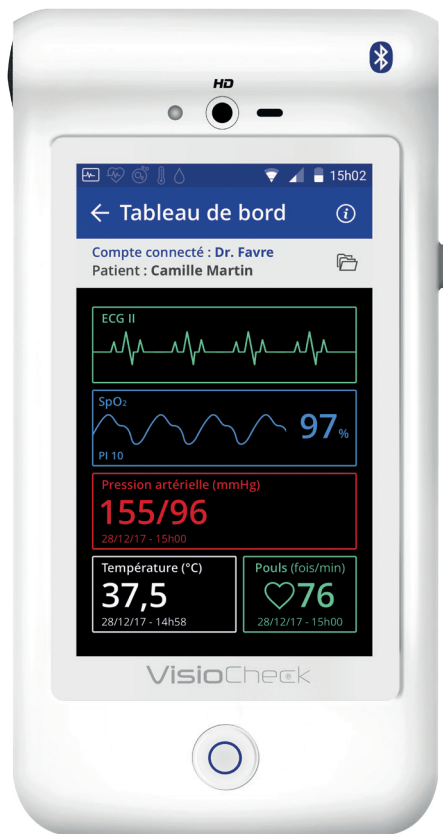 HD
15h02
← Tableau de bord
Compte connecté : Dr. Favre
Patient : Camille Martin
ECG II
SpO₂
97%
PI 10
Pression artérielle (mmHg)
155/96
28/12/17 - 15h00
Température (°C)
37,5
28/12/17 - 14h58
Pouls (fois/min)
76
28/12/17 - 15h00
VisioCheck